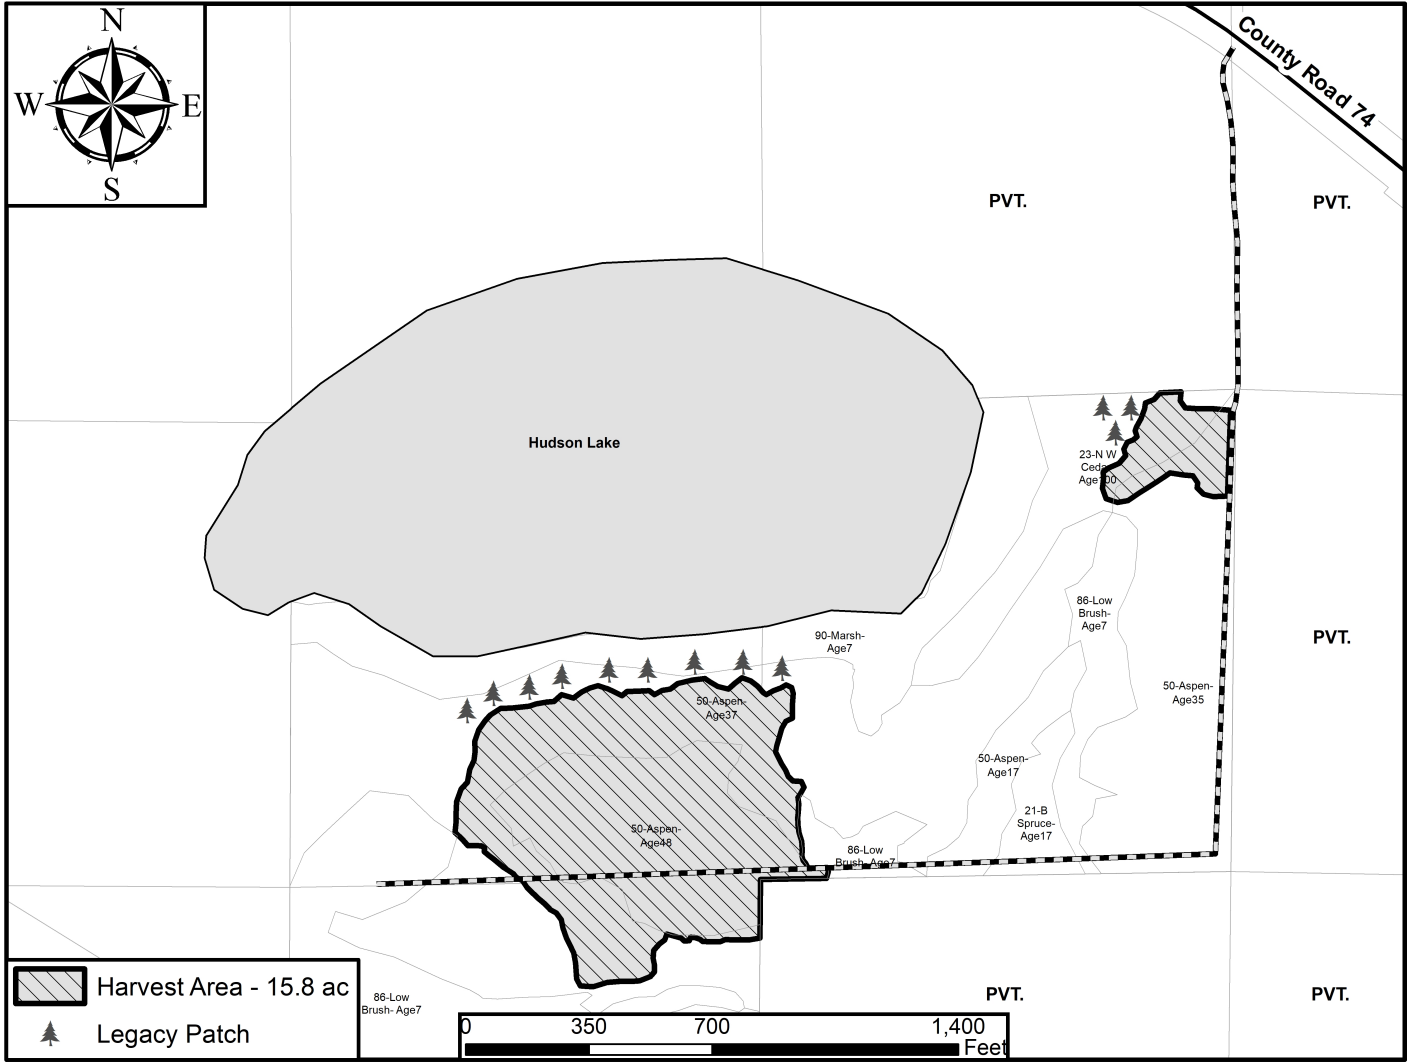 N
W
E
S
County Road 74
PVT.
PVT.
Hudson Lake
23-N W
Cedar
Age100
86-Low
Brush-
Age7
90-Marsh-
Age7
PVT.
50-Aspen-
Age35
50-Aspen-
Age37
50-Aspen-
Age17
21-B
Spruce-
Age17
50-Aspen-
Age48
86-Low
Brush- Age7
Harvest Area - 15.8 ac
Legacy Patch
86-Low
Brush- Age7
PVT.
PVT.
0 350 700 1,400
Feet